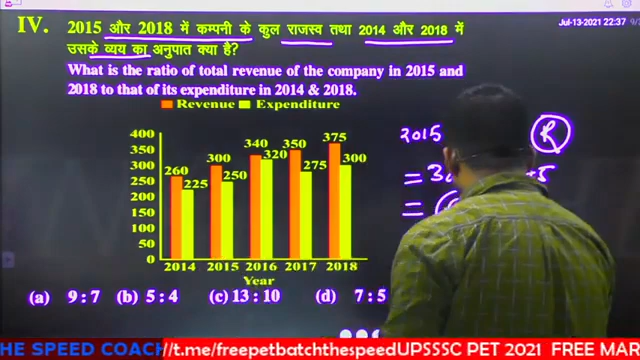 Jul-13-2021 22:37
IV. 2015 और 2018 में कम्पनी के कुल राजस्व तथा 2014 और 2018 में
उसके व्यय का अनुपात क्या है?
What is the ratio of total revenue of the company in 2015 and
2018 to that of its expenditure in 2014 & 2018.
Revenue Expenditure
400
350
300
250
200
150
100
50
0
260 225 300 250 340 320 350 275 375 300
2014 2015 2016 2017 2018
Year
2015 R
(a) 9:7 (b) 5:4 (c) 13:10 (d) 7:5
THE SPEED COACH //t.me/freepetbatchthespeed UPSSSC PET 2021 FREE MAR